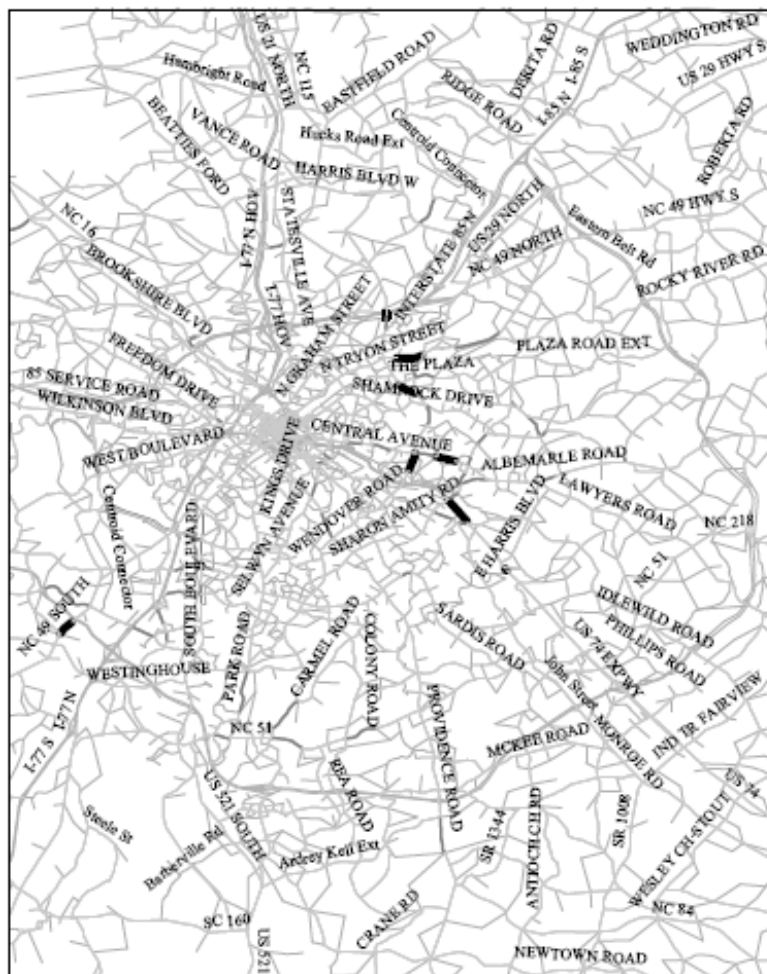 WEDDINGTON RD
US 21 NORTH
NC 115
EASTFIELD ROAD
DEBITA RD
RIDGE ROAD
I-85 N I-85 S
US 29 HWY S
Hambright Road
BEATTIES FORD
VANCE ROAD
Hucks Road Ext
Centroid Connector
ROBERTA RD
HARRIS BLVD W
NC 16
I-77 N HOV
STATESVILLE AVE
US 29 NORTH
NC 49 NORTH
Eastern Belt Rd
NC 49 HWY S
BROOKSHIRE BLVD
ROCKY RIVER RD
I-77 HOV
N GRAHAM STREET
INTERSTATE 85N
N TRYON STREET
PLAZA ROAD EXT
FREEDOM DRIVE
THE PLAZA
85 SERVICE ROAD
SHAMROCK DRIVE
WILKINSON BLVD
CENTRAL AVENUE
WEST BOULEVARD
KINGS DRIVE
ALBEMARLE ROAD
LAWYERS ROAD
WENDOVER ROAD
SHARON AMITY RD
E HARRIS BLVD
NC 218
Centroid Connector
SOUTH BOULEVARD
SELWYN AVENUE
NC 51
NC 49 SOUTH
IDLEWILD ROAD
PHILLIPS ROAD
SARDIS ROAD
US 74 EXPWY
CARMEL ROAD
COLONY ROAD
PARK ROAD
WESTINGHOUSE
John Street
MONROE RD
IND TR FAIRVIEW
PROVIDENCE ROAD
NC 51
MCKEE ROAD
I-77 S I-77 N
US 74
REA ROAD
US 521 SOUTH
Steele St
Barberville Rd
Ardrey Kell Ext
SR 1344
ANTIOCH CH RD
SR 1008
WESLEY CH-STOUT
NC 84
CRANE RD
SC 160
US 521
NEWTOWN ROAD